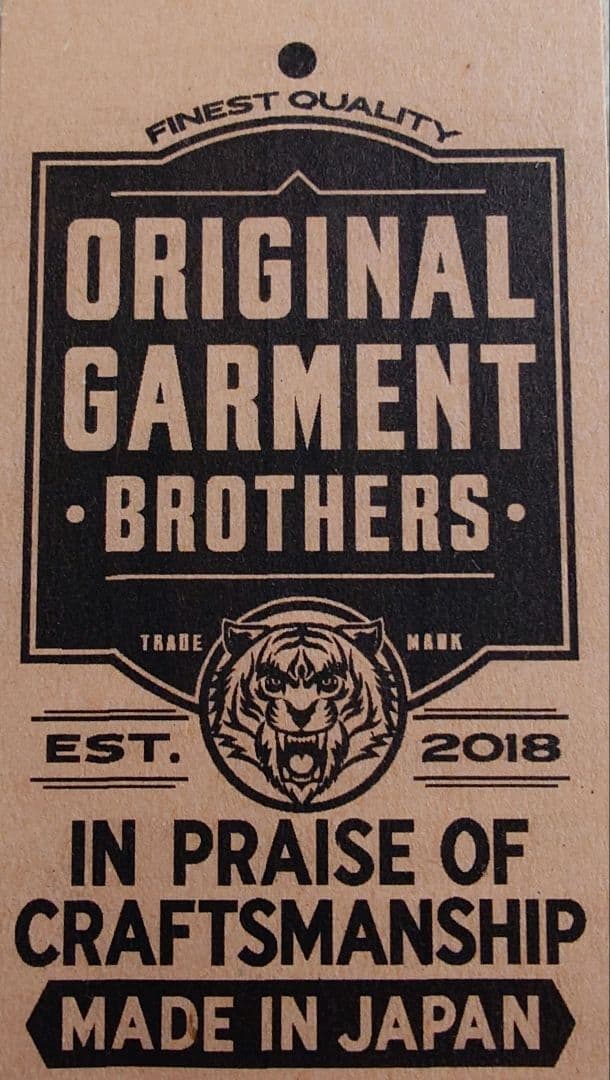 FINEST QUALITY
ORIGINAL
GARMENT
·BROTHERS·
TRADE MARK
EST. 2018
IN PRAISE OF
CRAFTSMANSHIP
MADE IN JAPAN